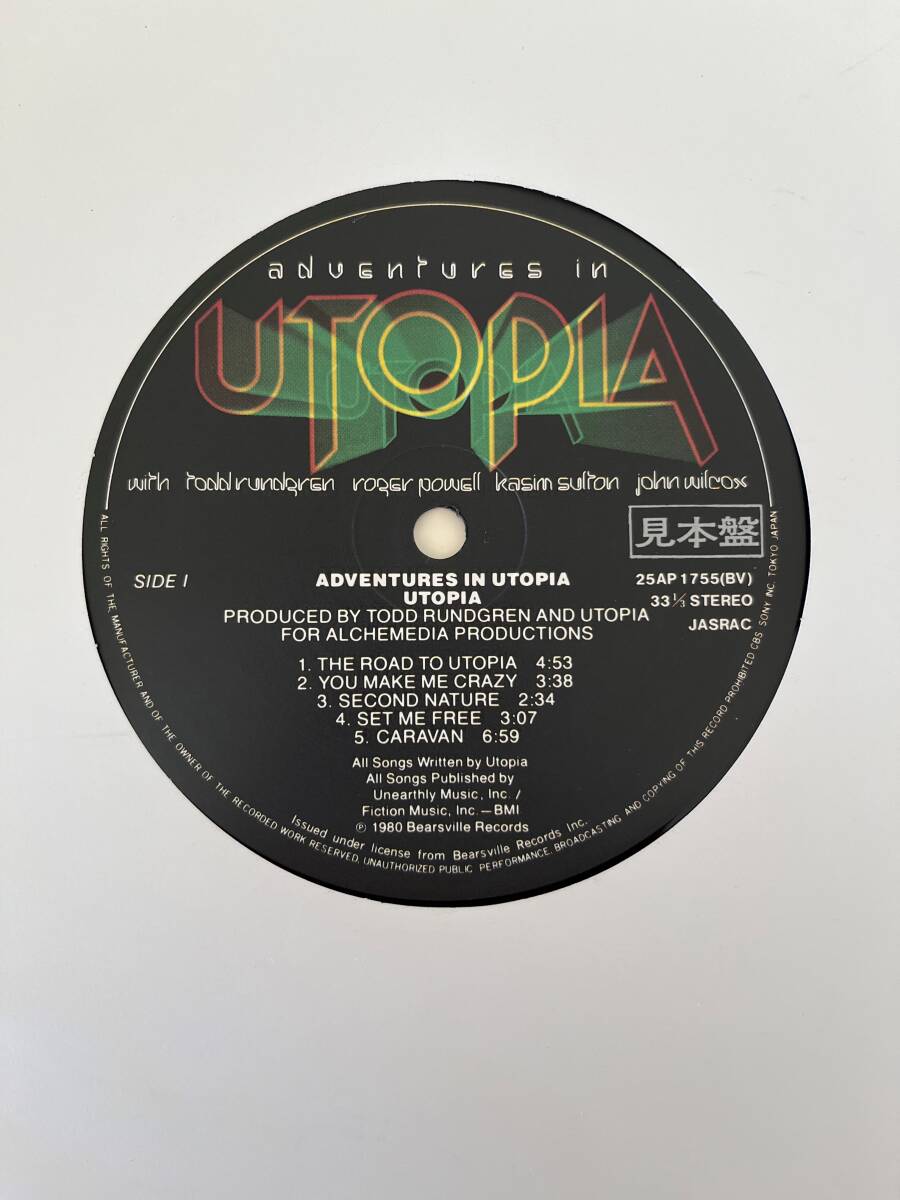 adventures in
UTOPIA
with todd rundgren roger powell kasim sulton john wilcox
見本盤
SIDE I
ADVENTURES IN UTOPIA
UTOPIA
25AP 1755(BV)
33 1/3 STEREO
JASRAC
PRODUCED BY TODD RUNDGREN AND UTOPIA
FOR ALCHEMEDIA PRODUCTIONS
1. THE ROAD TO UTOPIA 4:53
2. YOU MAKE ME CRAZY 3:38
3. SECOND NATURE 2:34
4. SET ME FREE 3:07
5. CARAVAN 6:59
All Songs Written by Utopia
All Songs Published by
Unearthly Music, Inc. /
Fiction Music, Inc.—BMI
℗ 1980 Bearsville Records
Issued under license from Bearsville Records Inc.
ALL RIGHTS OF THE MANUFACTURER AND OF THE OWNER OF THE RECORDED WORK RESERVED. UNAUTHORIZED PUBLIC PERFORMANCE. BROADCASTING AND COPYING OF THIS RECORD PROHIBITED CBS SONY INC. TOKYO JAPAN